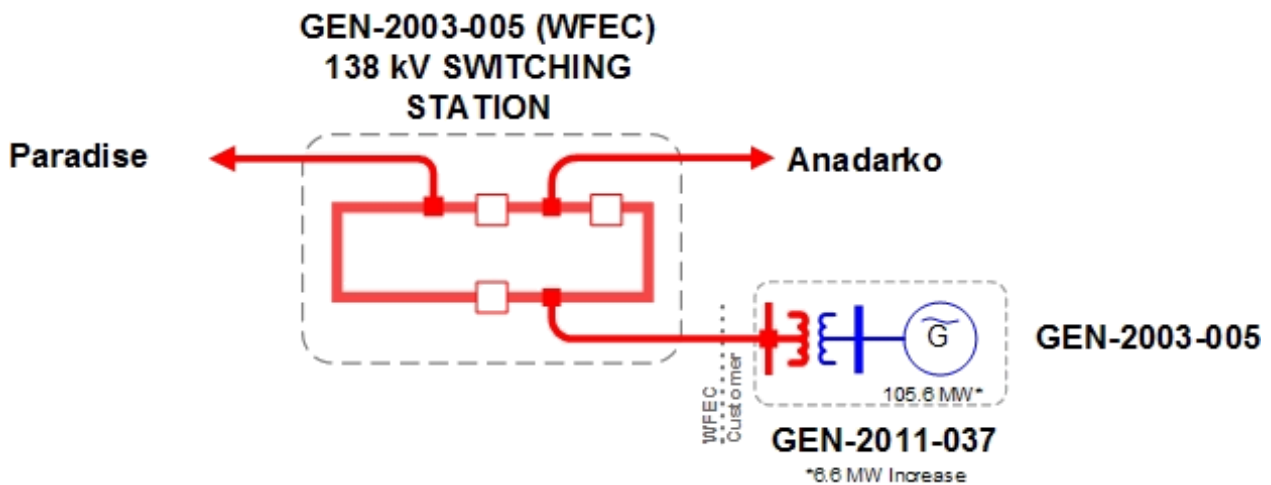 GEN-2003-005 (WFEC)
138 kV SWITCHING
STATION
Paradise
Anadarko
WFEC
Customer
G
105.6 MW*
GEN-2003-005
GEN-2011-037
*6.6 MW Increase